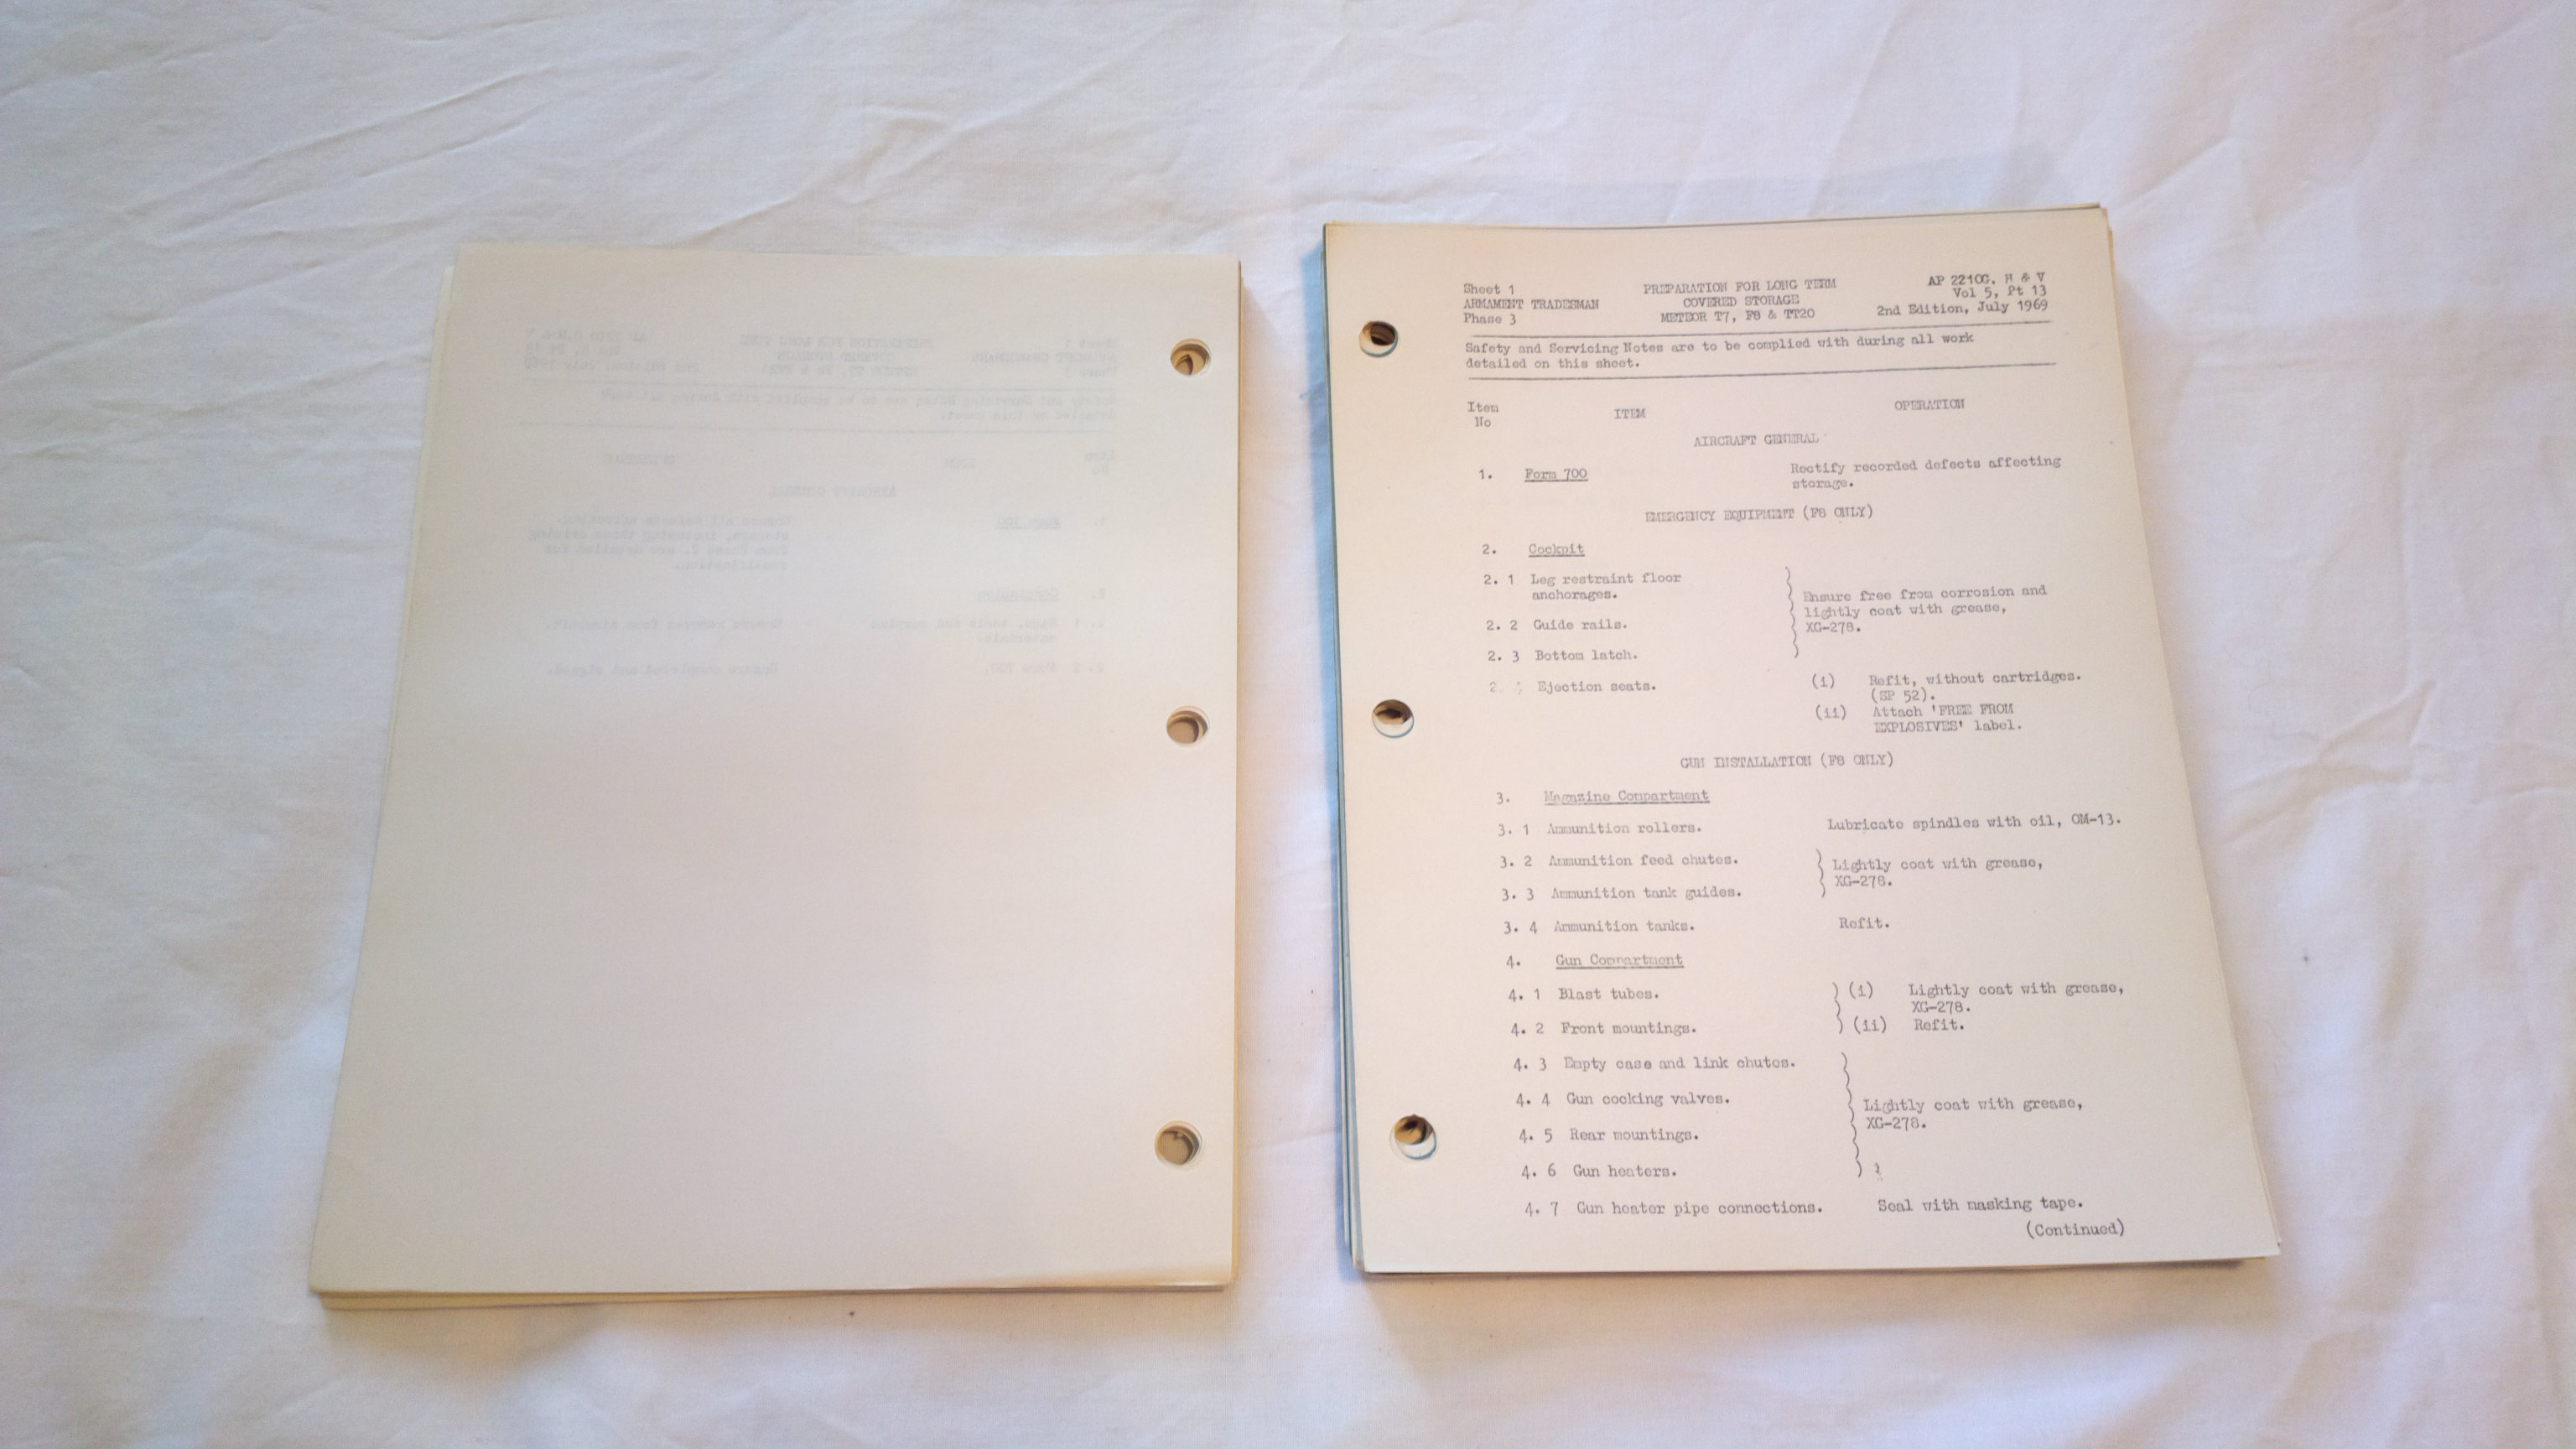 Sheet 1
ARMAMENT TRADESMAN
Phase 3
PREPARATION FOR LONG TERM
COVERED STORAGE
METEOR T7, F8 & TT20
AP 2210G, H & V
Vol 5, Pt 13
2nd Edition, July 1969
Safety and Servicing Notes are to be complied with during all work
detailed on this sheet.
Item No
ITEM
OPERATION
AIRCRAFT GENERAL
1. Form 700
Rectify recorded defects affecting
storage.
EMERGENCY EQUIPMENT (F8 ONLY)
2. Cockpit
2. 1 Leg restraint floor
anchorages.
2. 2 Guide rails.
2. 3 Bottom latch.
Ensure free from corrosion and
lightly coat with grease,
XG-278.
2. Ejection seats.
(i) Refit, without cartridges.
(SP 52).
(ii) Attach 'FREE FROM
EXPLOSIVES' label.
GUN INSTALLATION (F8 ONLY)
3. Magazine Compartment
3. 1 Ammunition rollers.
Lubricate spindles with oil, OM-13.
3. 2 Ammunition feed chutes.
3. 3 Ammunition tank guides.
Lightly coat with grease,
XG-278.
3. 4 Ammunition tanks.
Refit.
4. Gun Compartment
4. 1 Blast tubes.
4. 2 Front mountings.
(i) Lightly coat with grease,
XG-278.
(ii) Refit.
4. 3 Empty case and link chutes.
4. 4 Gun cocking valves.
4. 5 Rear mountings.
4. 6 Gun heaters.
Lightly coat with grease,
XG-278.
4. 7 Gun heater pipe connections.
Seal with masking tape.
(Continued)